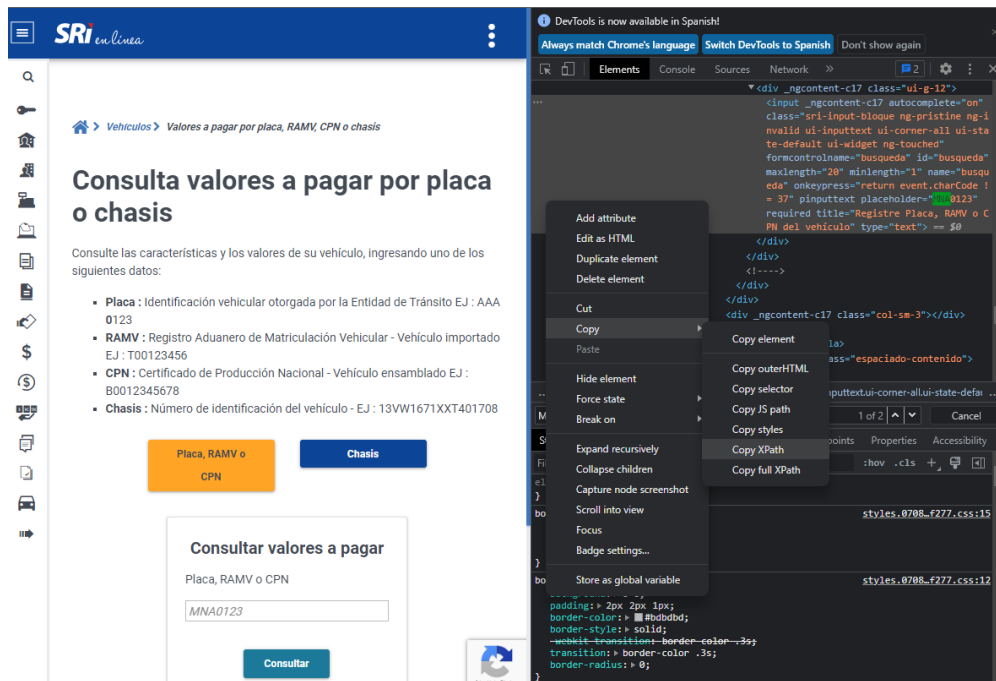 SRi en línea
Vehículos
Valores a pagar por placa, RAMV, CPN o chasis
Consulta valores a pagar por placa
o chasis
Consulte las características y los valores de su vehículo, ingresando uno de los
siguientes datos:
Placa : Identificación vehicular otorgada por la Entidad de Tránsito EJ : AAA
0123
RAMV : Registro Aduanero de Matriculación Vehicular - Vehículo importado
EJ : T00123456
CPN : Certificado de Producción Nacional - Vehículo ensamblado EJ :
B0012345678
Chasis : Número de identificación del vehículo - EJ : 13VW1671XXT401708
Placa, RAMV o
CPN
Chasis
Consultar valores a pagar
Placa, RAMV o CPN
MNA0123
Consultar
DevTools is now available in Spanish!
Always match Chrome's language
Switch DevTools to Spanish
Don't show again
Elements Console Sources Network » 2
<div _ngcontent-c17 class="ui-g-12">
<input _ngcontent-c17 autocomplete="on"
class="sri-input-bloque ng-pristine ng-i
nvalid ui-inputtext ui-corner-all ui-sta
te-default ui-widget ng-touched"
formcontrolname="busqueda" id="busqueda"
maxlength="20" minlength="1" name="busqu
eda" onkeypress="return event.charCode !
= 37" pinputtext placeholder="MNA0123"
required title="Registre Placa, RAMV o C
PN del vehículo" type="text"> == $0
</div>
</div>
<!---->
</div>
</div>
<div _ngcontent-c17 class="col-sm-3"></div>
la>
ass="espaciado-contenido">
Add attribute
Edit as HTML
Duplicate element
Delete element
Cut
Copy
Paste
Hide element
Force state
Break on
Expand recursively
Collapse children
Capture node screenshot
Scroll into view
Focus
Badge settings...
Store as global variable
Copy element
Copy outerHTML
Copy selector
Copy JS path
Copy styles
Copy XPath
Copy full XPath
nputtext.ui-corner-all.ui-state-defau ...
1 of 2
Cancel
points Properties Accessibility
:hov .cls
styles.0708…f277.css:15
}
styles.0708…f277.css:12
padding: 2px 2px 1px;
border-color: #bdbdbd;
border-style: solid;
-webkit-transition: border-color .3s;
transition: border-color .3s;
border-radius: 0;
}